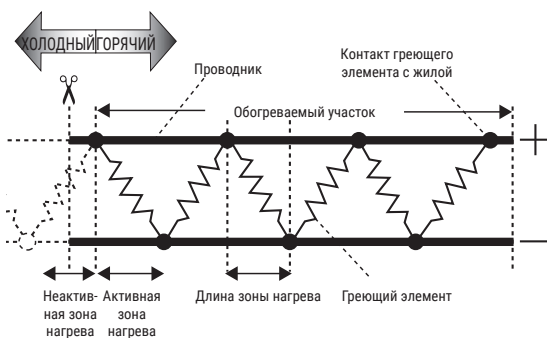 ХОЛОДНЫЙ ГОРЯЧИЙ
Проводник
Контакт греющего
элемента с жилой
Обогреваемый участок
+
−
Неактив-
ная зона
нагрева
Активная
зона
нагрева
Длина зоны нагрева
Греющий элемент